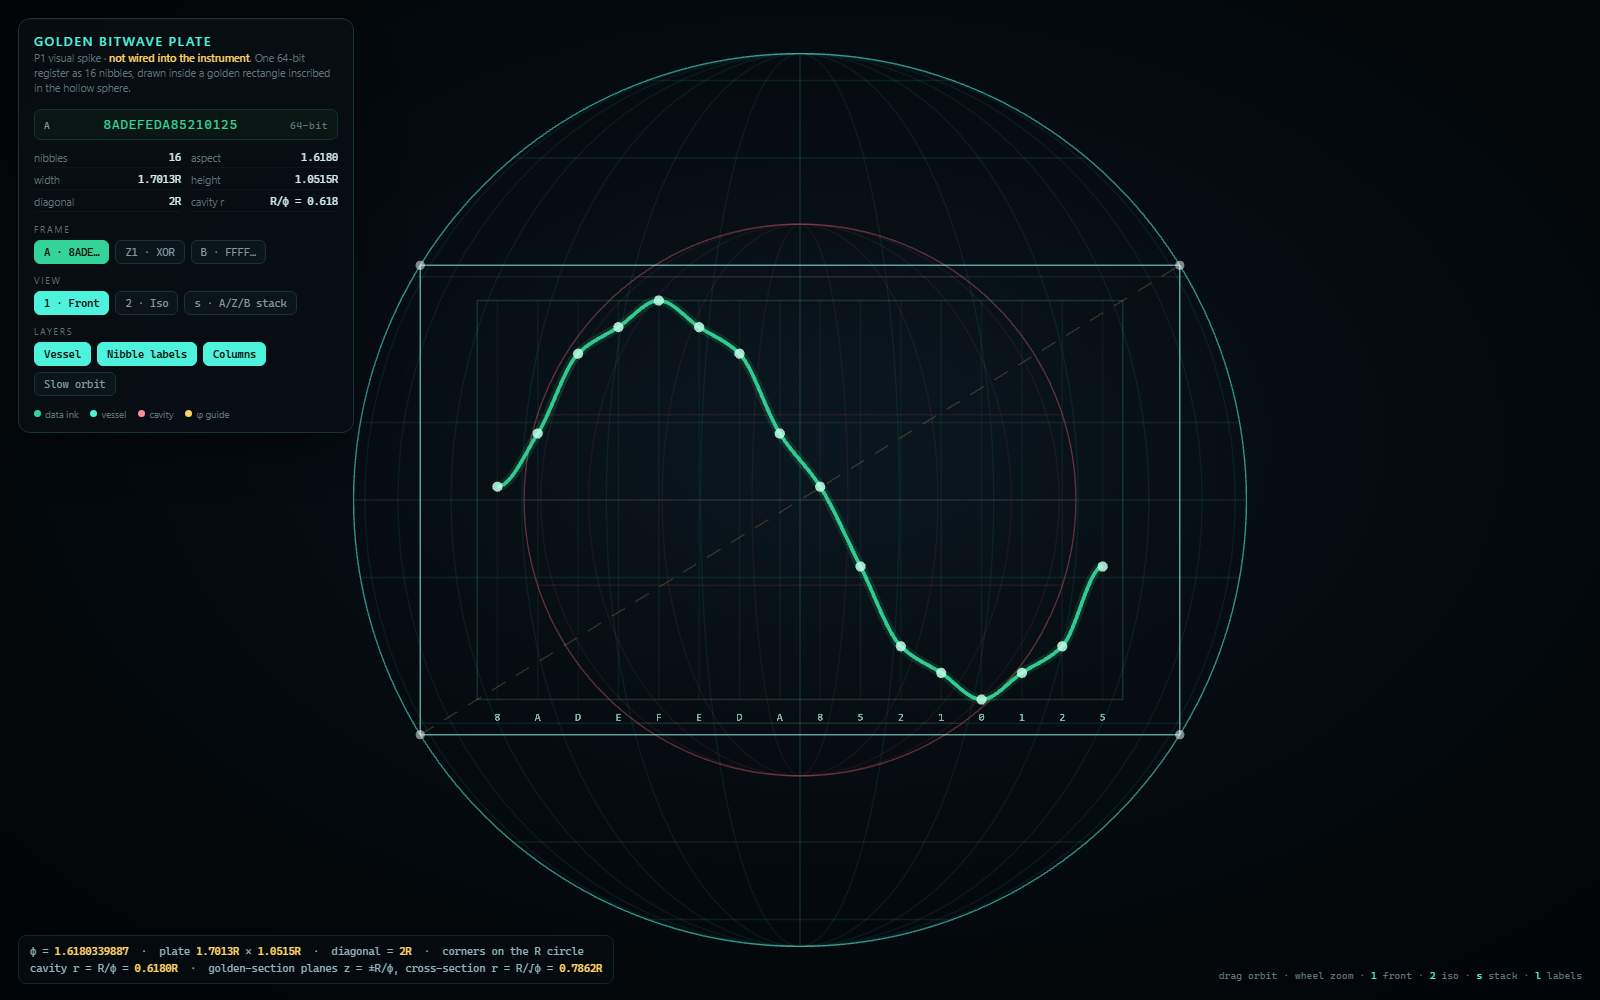 GOLDEN BITWAVE PLATE
P1 visual spike · not wired into the instrument. One 64-bit
register as 16 nibbles, drawn inside a golden rectangle inscribed
in the hollow sphere.
A 8ADEFEDA85210125 64-bit
nibbles 16 aspect 1.6180
width 1.7013R height 1.0515R
diagonal 2R cavity r R/ϕ = 0.618
FRAME
A · 8ADE… Z1 · XOR B · FFFF…
VIEW
1 · Front 2 · Iso s · A/Z/B stack
LAYERS
Vessel Nibble labels Columns
Slow orbit
data ink vessel cavity φ guide
8 A D E F E D A 8 5 2 1 0 1 2 5
ϕ = 1.6180339887 · plate 1.7013R × 1.0515R · diagonal = 2R · corners on the R circle
cavity r = R/ϕ = 0.6180R · golden-section planes z = ±R/ϕ, cross-section r = R/√ϕ = 0.7862R
drag orbit · wheel zoom · 1 front · 2 iso · s stack · l labels